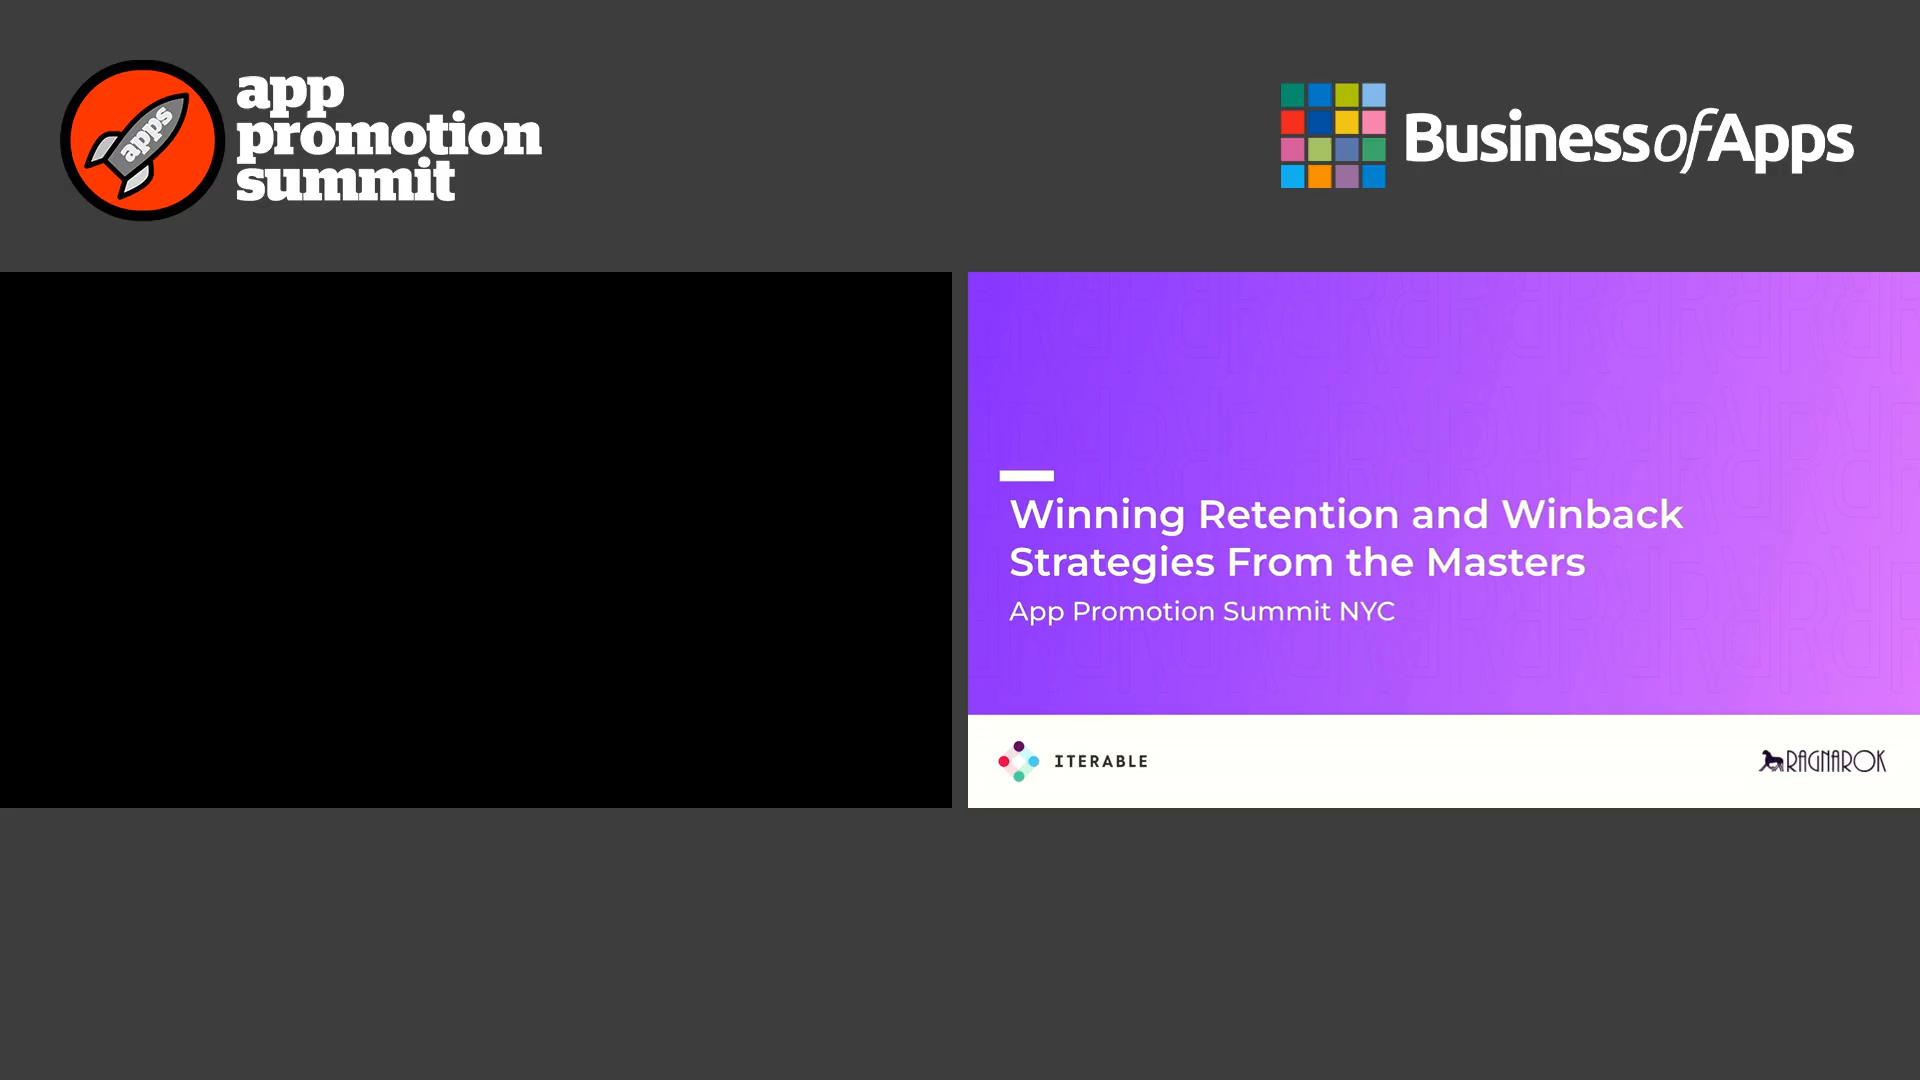 apps
app
promotion
summit
BusinessofApps
Winning Retention and Winback
Strategies From the Masters
App Promotion Summit NYC
ITERABLE
RAGNAROK